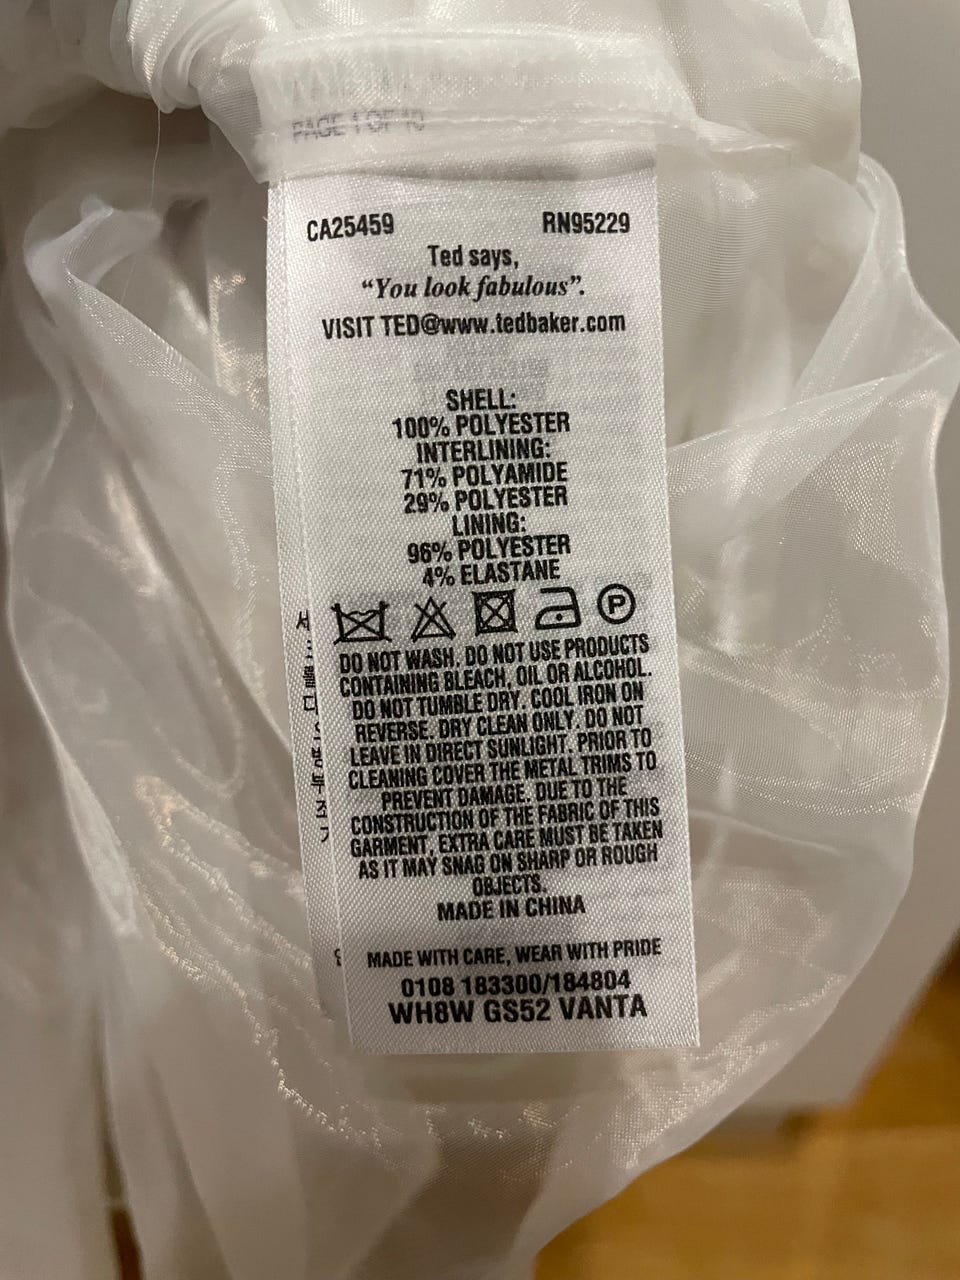 PAGE 1 OF 10
CA25459 RN95229
Ted says,
“You look fabulous”.
VISIT TED@www.tedbaker.com
SHELL:
100% POLYESTER
INTERLINING:
71% POLYAMIDE
29% POLYESTER
LINING:
96% POLYESTER
4% ELASTANE
P
DO NOT WASH. DO NOT USE PRODUCTS
CONTAINING BLEACH, OIL OR ALCOHOL.
DO NOT TUMBLE DRY. COOL IRON ON
REVERSE. DRY CLEAN ONLY. DO NOT
LEAVE IN DIRECT SUNLIGHT. PRIOR TO
CLEANING COVER THE METAL TRIMS TO
PREVENT DAMAGE. DUE TO THE
CONSTRUCTION OF THE FABRIC OF THIS
GARMENT, EXTRA CARE MUST BE TAKEN
AS IT MAY SNAG ON SHARP OR ROUGH
OBJECTS.
MADE IN CHINA
MADE WITH CARE, WEAR WITH PRIDE
0108 183300/184804
WH8W GS52 VANTA